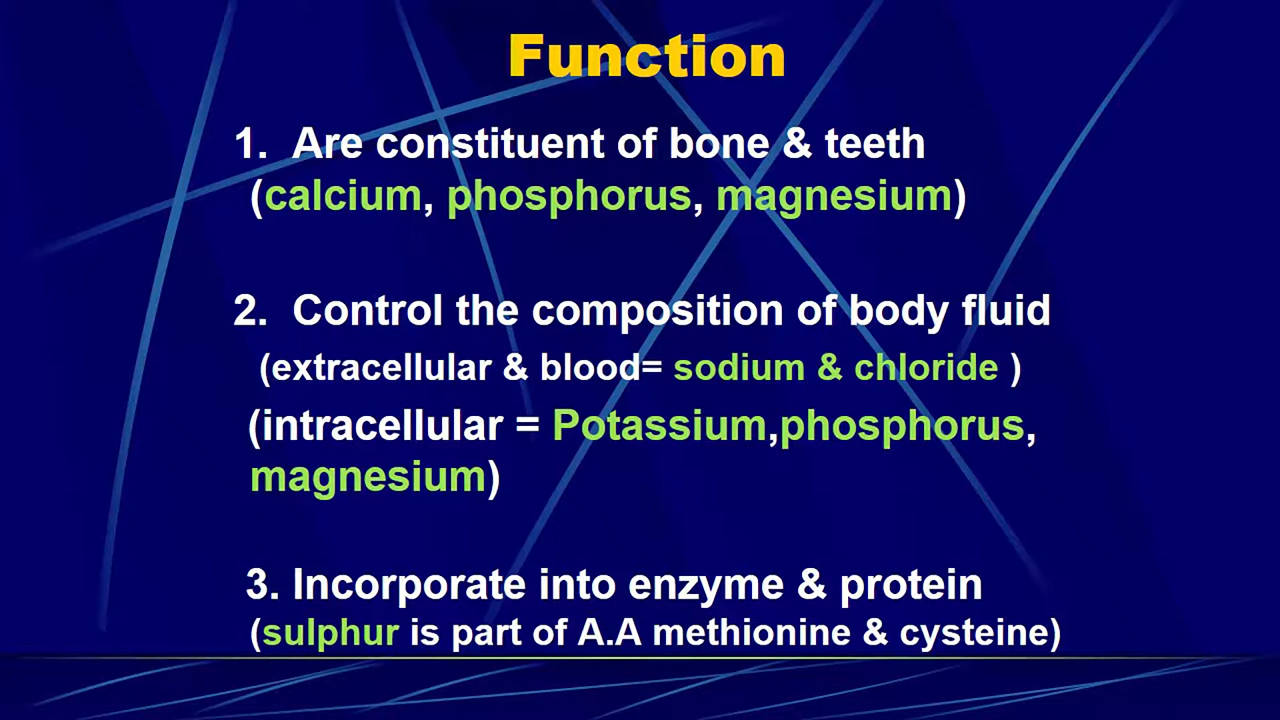 Function
1. Are constituent of bone & teeth
(calcium, phosphorus, magnesium)
2. Control the composition of body fluid
(extracellular & blood= sodium & chloride )
(intracellular = Potassium,phosphorus,
magnesium)
3. Incorporate into enzyme & protein
(sulphur is part of A.A methionine & cysteine)